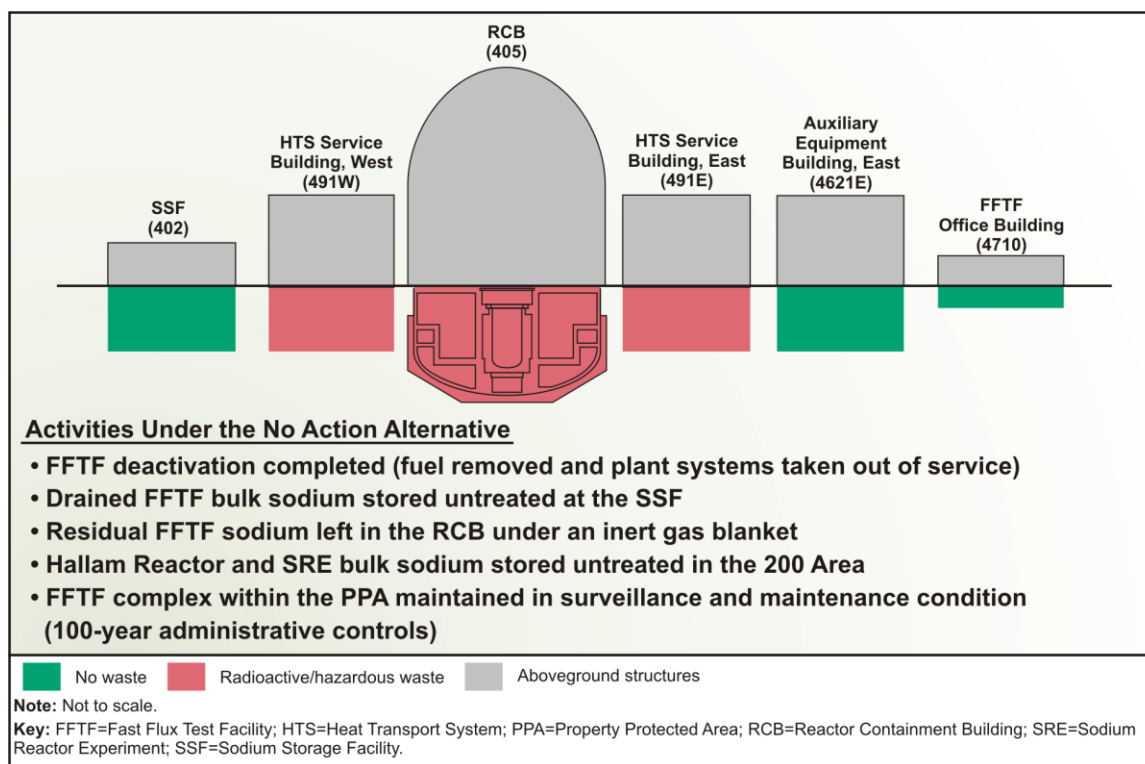 RCB
(405)
HTS Service
Building, West
(491W)
HTS Service
Building, East
(491E)
Auxiliary
Equipment
Building, East
(4621E)
SSF
(402)
FFTF
Office Building
(4710)
Activities Under the No Action Alternative
• FFTF deactivation completed (fuel removed and plant systems taken out of service)
• Drained FFTF bulk sodium stored untreated at the SSF
• Residual FFTF sodium left in the RCB under an inert gas blanket
• Hallam Reactor and SRE bulk sodium stored untreated in the 200 Area
• FFTF complex within the PPA maintained in surveillance and maintenance condition
(100-year administrative controls)
No waste
Radioactive/hazardous waste
Aboveground structures
Note: Not to scale.
Key: FFTF=Fast Flux Test Facility; HTS=Heat Transport System; PPA=Property Protected Area; RCB=Reactor Containment Building; SRE=Sodium
Reactor Experiment; SSF=Sodium Storage Facility.